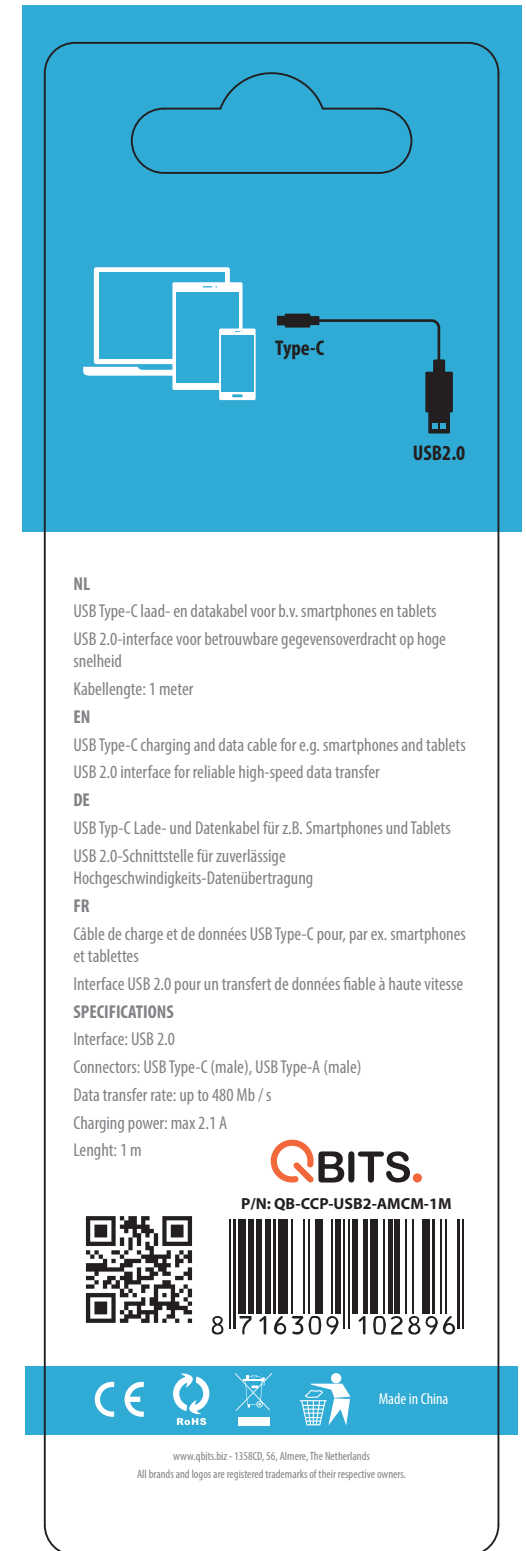 Type-C
USB2.0
NL
USB Type-C laad- en datakabel voor b.v. smartphones en tablets
USB 2.0-interface voor betrouwbare gegevensoverdracht op hoge
snelheid
Kabellengte: 1 meter
EN
USB Type-C charging and data cable for e.g. smartphones and tablets
USB 2.0 interface for reliable high-speed data transfer
DE
USB Typ-C Lade- und Datenkabel für z.B. Smartphones und Tablets
USB 2.0-Schnittstelle für zuverlässige
Hochgeschwindigkeits-Datenübertragung
FR
Câble de charge et de données USB Type-C pour, par ex. smartphones
et tablettes
Interface USB 2.0 pour un transfert de données fiable à haute vitesse
SPECIFICATIONS
Interface: USB 2.0
Connectors: USB Type-C (male), USB Type-A (male)
Data transfer rate: up to 480 Mb / s
Charging power: max 2.1 A
Lenght: 1 m
QBITS.
P/N: QB-CCP-USB2-AMCM-1M
8 716309 102896
CE
RoHS
Made in China
www.qbits.biz - 1358CD, 56, Almere, The Netherlands
All brands and logos are registered trademarks of their respective owners.